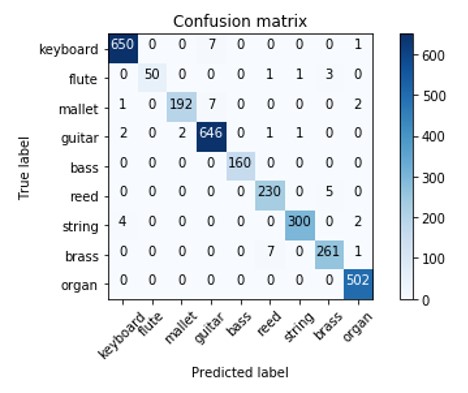 Confusion matrix
True label
keyboard 650 0 0 7 0 0 0 0 1
flute 0 50 0 0 0 1 1 3 0
mallet 1 0 192 7 0 0 0 0 2
guitar 2 0 2 646 0 1 1 0 0
bass 0 0 0 0 160 0 0 0 0
reed 0 0 0 0 0 230 0 5 0
string 4 0 0 0 0 0 300 0 2
brass 0 0 0 0 0 7 0 261 1
organ 0 0 0 0 0 0 0 0 502
keyboard flute mallet guitar bass reed string brass organ
Predicted label
600
500
400
300
200
100
0